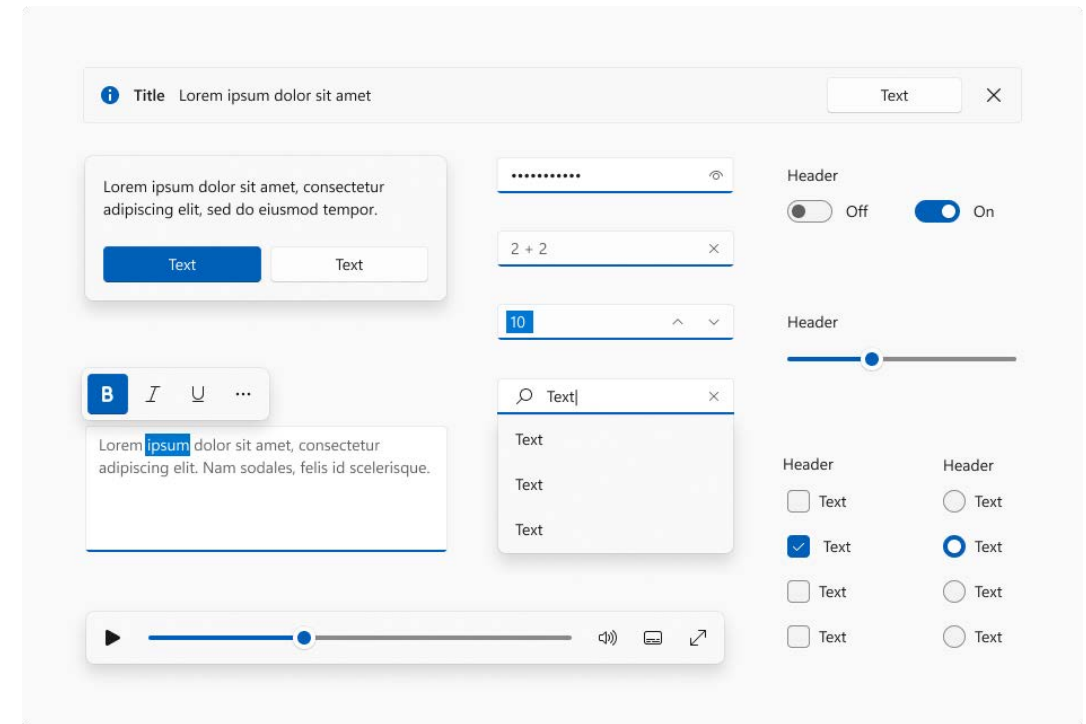 Title Lorem ipsum dolor sit amet
Text
Lorem ipsum dolor sit amet, consectetur
adipiscing elit, sed do eiusmod tempor.
Text
Text
•••••••••••
2 + 2
10
Text
Text
Text
Text
Header
Off
On
Header
B I U ···
Lorem ipsum dolor sit amet, consectetur
adipiscing elit. Nam sodales, felis id scelerisque.
Header
Text
Text
Text
Text
Header
Text
Text
Text
Text